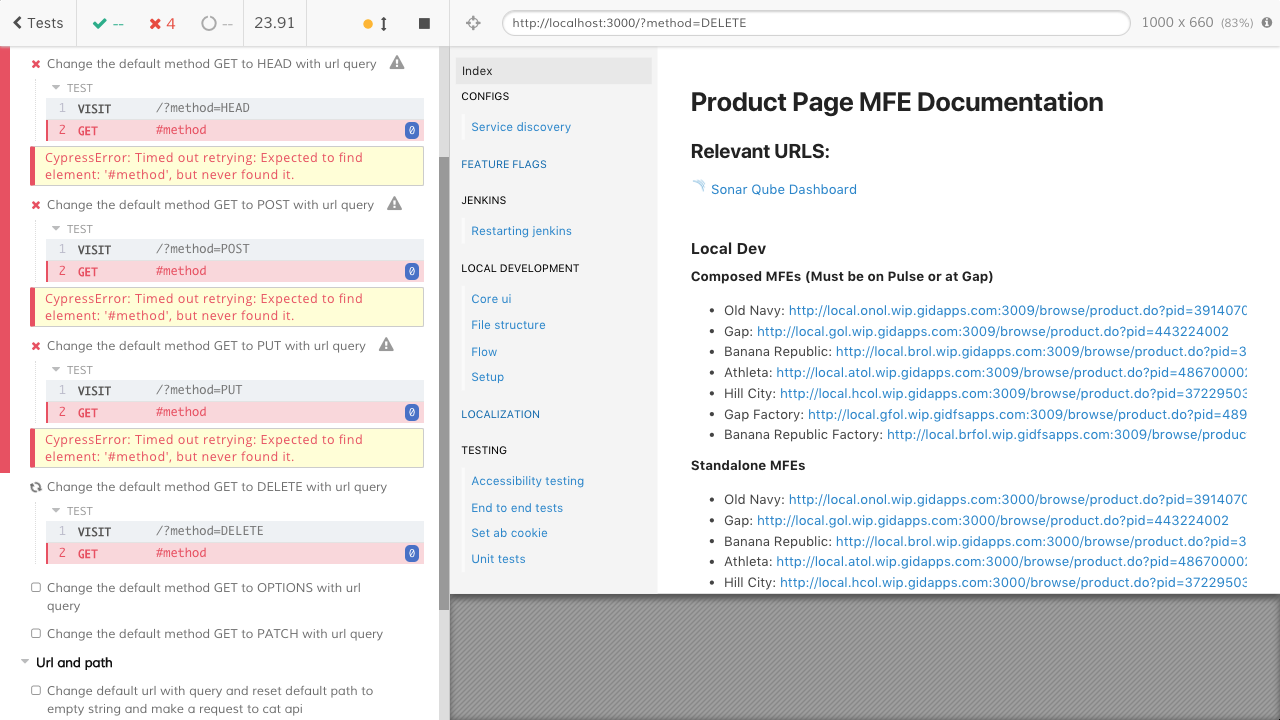 Tests
--
4
--
23.91
http://localhost:3000/?method=DELETE
1000 x 660 (83%)
Change the default method GET to HEAD with url query
TEST
1 VISIT /?method=HEAD
2 GET #method 0
CypressError: Timed out retrying: Expected to find
element: '#method', but never found it.
Change the default method GET to POST with url query
TEST
1 VISIT /?method=POST
2 GET #method 0
CypressError: Timed out retrying: Expected to find
element: '#method', but never found it.
Change the default method GET to PUT with url query
TEST
1 VISIT /?method=PUT
2 GET #method 0
CypressError: Timed out retrying: Expected to find
element: '#method', but never found it.
Change the default method GET to DELETE with url query
TEST
1 VISIT /?method=DELETE
2 GET #method 0
Change the default method GET to OPTIONS with url
query
Change the default method GET to PATCH with url query
Url and path
Change default url with query and reset default path to
empty string and make a request to cat api
Index
CONFIGS
Service discovery
FEATURE FLAGS
JENKINS
Restarting jenkins
LOCAL DEVELOPMENT
Core ui
File structure
Flow
Setup
LOCALIZATION
TESTING
Accessibility testing
End to end tests
Set ab cookie
Unit tests
Product Page MFE Documentation
Relevant URLS:
Sonar Qube Dashboard
Local Dev
Composed MFEs (Must be on Pulse or at Gap)
• Old Navy: http://local.onol.wip.gidapps.com:3009/browse/product.do?pid=3914070
• Gap: http://local.gol.wip.gidapps.com:3009/browse/product.do?pid=443224002
• Banana Republic: http://local.brol.wip.gidapps.com:3009/browse/product.do?pid=3
• Athleta: http://local.atol.wip.gidapps.com:3009/browse/product.do?pid=486700002
• Hill City: http://local.hcol.wip.gidapps.com:3009/browse/product.do?pid=37229503
• Gap Factory: http://local.gfol.wip.gidfsapps.com:3009/browse/product.do?pid=489
• Banana Republic Factory: http://local.brfol.wip.gidfsapps.com:3009/browse/produc
Standalone MFEs
• Old Navy: http://local.onol.wip.gidapps.com:3000/browse/product.do?pid=3914070
• Gap: http://local.gol.wip.gidapps.com:3000/browse/product.do?pid=443224002
• Banana Republic: http://local.brol.wip.gidapps.com:3000/browse/product.do?pid=3
• Athleta: http://local.atol.wip.gidapps.com:3000/browse/product.do?pid=486700002
• Hill City: http://local.hcol.wip.gidapps.com:3000/browse/product.do?pid=37229503